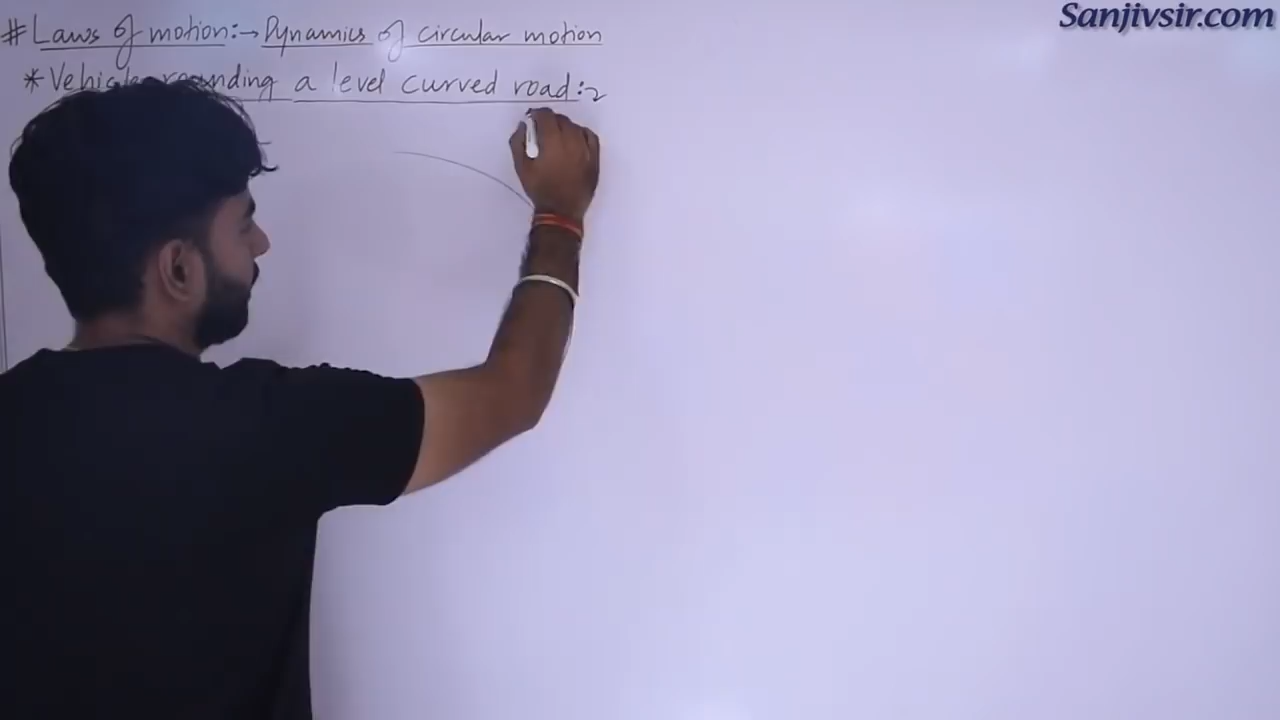 Sanjivsir.com
# Laws of motion:→ Dynamics of circular motion
* Vehicle rounding a level curved road:-